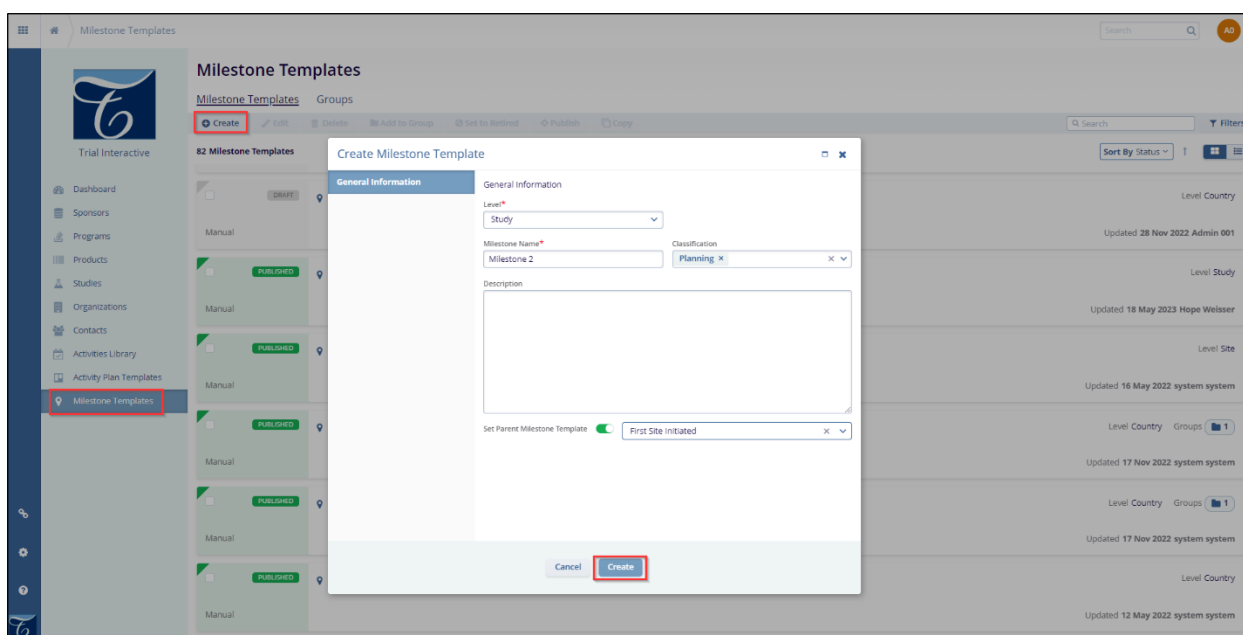 Milestone Templates
Search
AD
Trial Interactive
Dashboard
Sponsors
Programs
Products
Studies
Organizations
Contacts
Activities Library
Activity Plan Templates
Milestone Templates
Milestone Templates
Milestone Templates Groups
Create Edit Delete Add to Group Set to Retired Publish Copy
Search Filters
82 Milestone Templates
Sort By Status
DRAFT
Level Country
Manual
Updated 28 Nov 2022 Admin 001
PUBLISHED
Level Study
Manual
Updated 18 May 2023 Hope Weisser
PUBLISHED
Level Site
Manual
Updated 16 May 2022 system system
PUBLISHED
Level Country Groups 1
Manual
Updated 17 Nov 2022 system system
PUBLISHED
Level Country Groups 1
Manual
Updated 17 Nov 2022 system system
PUBLISHED
Level Country
Manual
Updated 12 May 2022 system system
Create Milestone Template
General Information
General Information
Level*
Study
Milestone Name* Classification
Milestone 2 Planning ×
Description
Set Parent Milestone Template First Site Initiated
Cancel Create